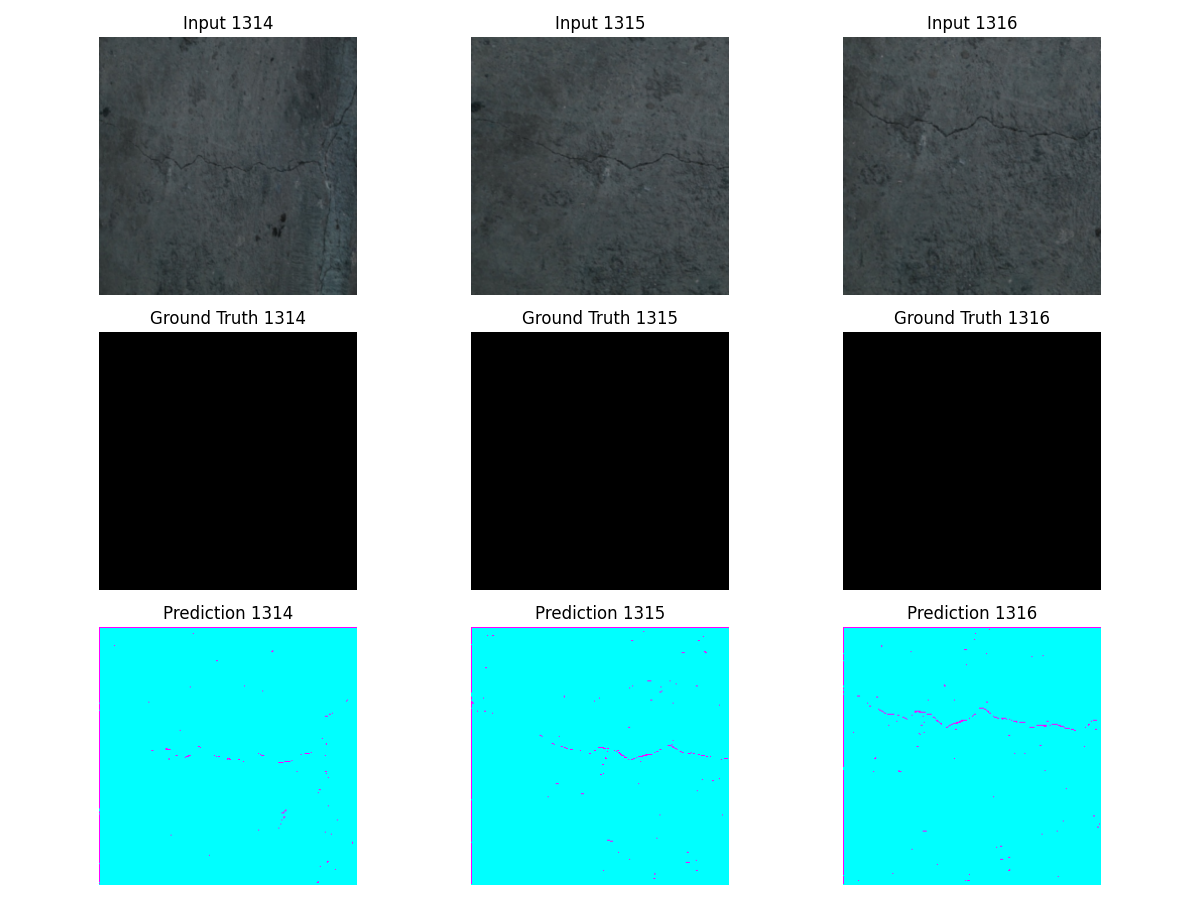 Input 1314
Input 1315
Input 1316
Ground Truth 1314
Ground Truth 1315
Ground Truth 1316
Prediction 1314
Prediction 1315
Prediction 1316